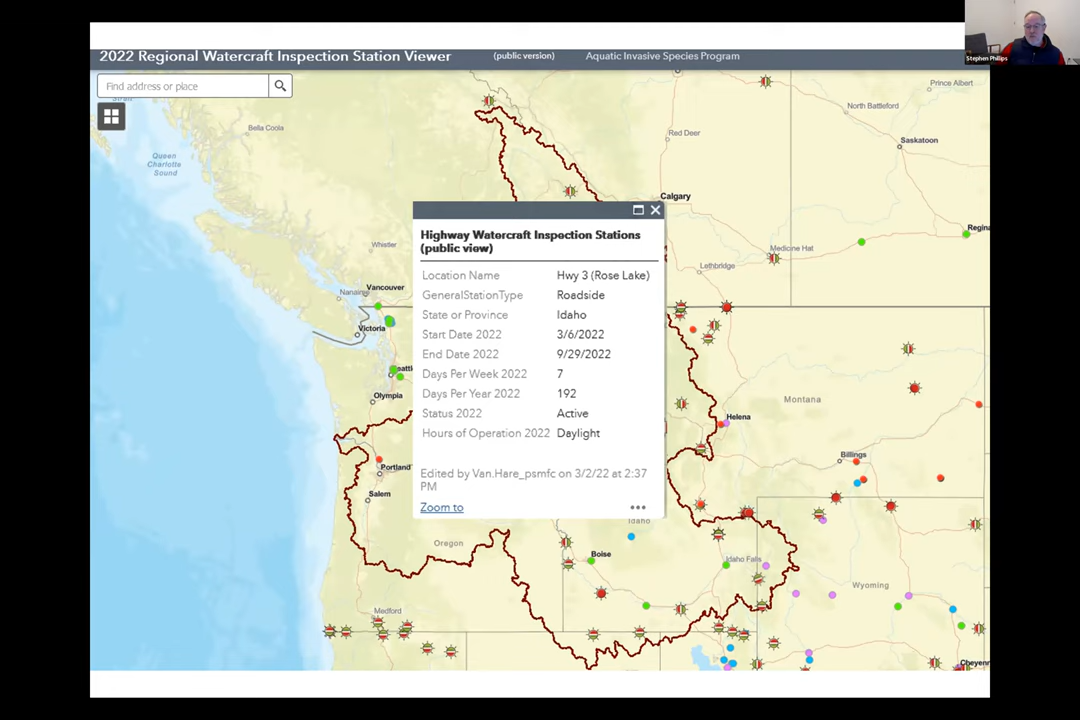 2022 Regional Watercraft Inspection Station Viewer (public version) Aquatic Invasive Species Program
Stephen Phillips
Find address or place
Prince Albert
North Battleford
Bella Coola
Red Deer
Saskatoon
Queen
Charlotte
Sound
Calgary
Regina
Whistler
Medicine Hat
Lethbridge
Nanaimo
Vancouver
Victoria
Seattle
Olympia
Portland
Salem
Oregon
Medford
Highway Watercraft Inspection Stations
(public view)
Location Name Hwy 3 (Rose Lake)
GeneralStationType Roadside
State or Province Idaho
Start Date 2022 3/6/2022
End Date 2022 9/29/2022
Days Per Week 2022 7
Days Per Year 2022 192
Status 2022 Active
Hours of Operation 2022 Daylight
Edited by Van.Hare_psmfc on 3/2/22 at 2:37
PM
Zoom to
Idaho
Boise
Idaho Falls
Montana
Helena
Billings
Wyoming
Cheyenn